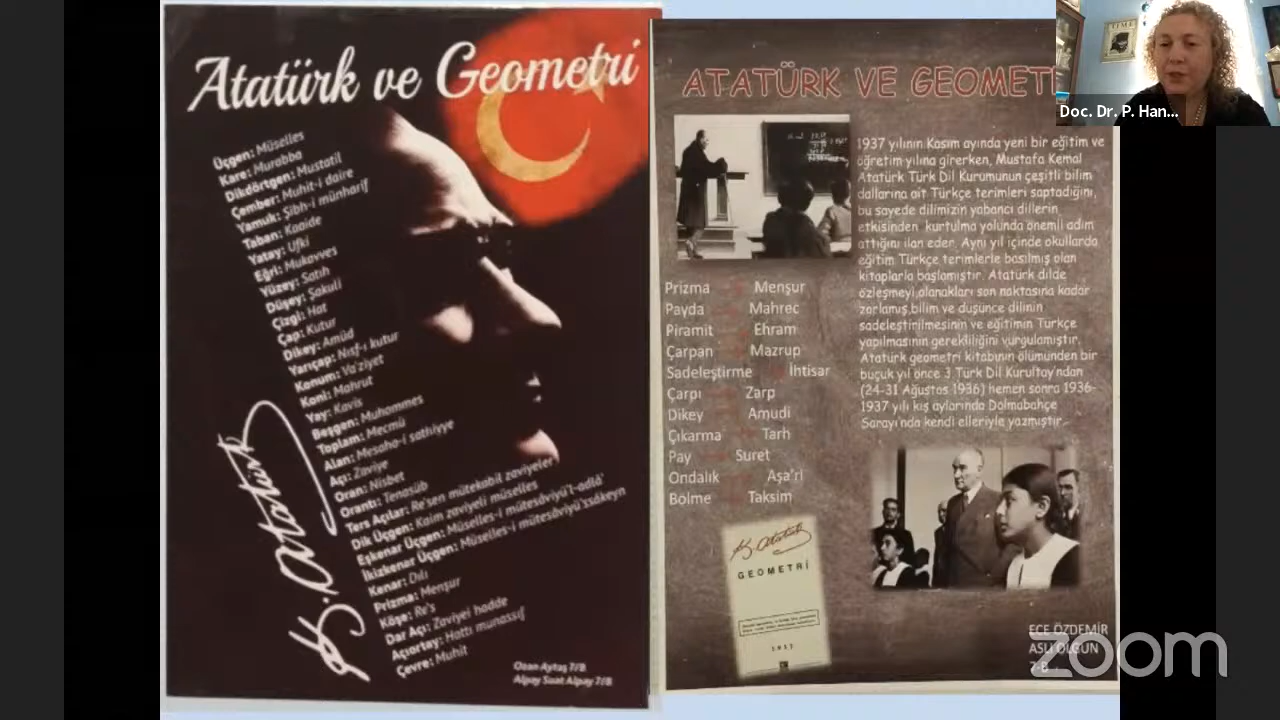 Atatürk ve Geometri
Üçgen: Müselles
Kare: Murabba
Dikdörtgen: Mustatil
Çember: Muhit-i daire
Yamuk: Şibh-i münharif
Taban: Kaaide
Yatay: Ufki
Eğri: Mukavves
Yüzey: Satıh
Düşey: Şakuli
Çizgi: Hat
Çap: Kutur
Dikey: Amûd
Yarıçap: Nısf-ı kutur
Konum: Va'ziyet
Koni: Mahrut
Yay: Kavis
Beşgen: Muhammes
Toplam: Mecmû
Alan: Mesaha-i sathiyye
Açı: Zaviye
Oran: Nisbet
Orantı: Tenasüb
Ters Açılar: Re'sen mütekabil zaviyeler
Dik Üçgen: Kaim zaviyeli müselles
Eşkenar Üçgen: Müselles-i mütesâviyü'l-adlâ'
İkizkenar Üçgen: Müselles-i mütesâviyü'ssâkeyn
Kenar: Dılı
Prizma: Menşur
Köşe: Re's
Dar Açı: Zaviyei hadde
Açıortay: Hattı munassıf
Çevre: Muhit
K. Atatürk
Ozan Aytaş 7/B
Alpay Suat Alpay 7/B
ATATÜRK VE GEOMET
1937 yılının Kasım ayında yeni bir eğitim ve
öğretim yılına girerken, Mustafa Kemal
Atatürk Türk Dil Kurumunun çeşitli bilim
dallarına ait Türkçe terimleri saptadığını,
bu sayede dilimizin yabancı dillerin
etkisinden kurtulma yolunda önemli adım
attığını ilan eder. Aynı yıl içinde okullarda
eğitim Türkçe terimlerle basılmış olan
kitaplarla başlamıştır. Atatürk dilde
özleşmeyi,olanakları son noktasına kadar
zorlamış,bilim ve düşünce dilinin
sadeleştirilmesinin ve eğitimin Türkçe
yapılmasının gerekliliğini vurgulamıştır.
Atatürk geometri kitabının ölümünden bir
buçuk yıl önce 3.Türk Dil Kurultay'ndan
(24-31 Ağustos 1936) hemen sonra 1936-
1937 yılı kış aylarında Dolmabahçe
Sarayı'nda kendi elleriyle yazmıştır.
Prizma Menşur
Payda Mahrec
Piramit Ehram
Çarpan Mazrup
Sadeleştirme İhtisar
Çarpı Zarp
Dikey Amudi
Çıkarma Tarh
Pay Suret
Ondalık Aşa'ri
Bölme Taksim
K. Atatürk
GEOMETRİ
1937
ECE ÖZDEMİR
ASLI OLGUN
7-B
Doc. Dr. P. Han...
zoom